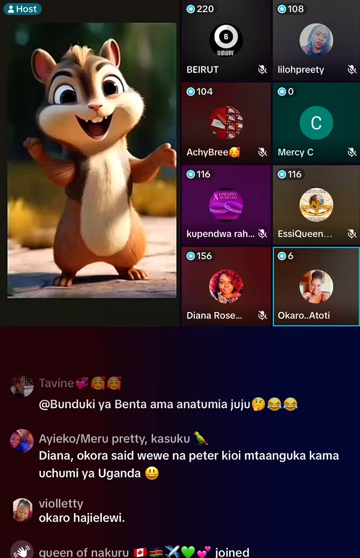 Host
220
108
B
BEIRUT
lilohpreety
104
0
C
AchyBree🥰
Mercy C
116
116
kupendwa rah...
EssiQueen...
156
6
Diana Rose...
Okaro..Atoti
Tavine💞🥰🥰
@Bunduki ya Benta ama anatumia juju🤔😂😂
Ayieko/Meru pretty, kasuku 🦜
Diana, okora said wewe na peter kioi mtaanguka kama
uchumi ya Uganda 😃
violletty
okaro hajielewi.
queen of nakuru 🇨🇦🇰🇪✈️💚💕 joined